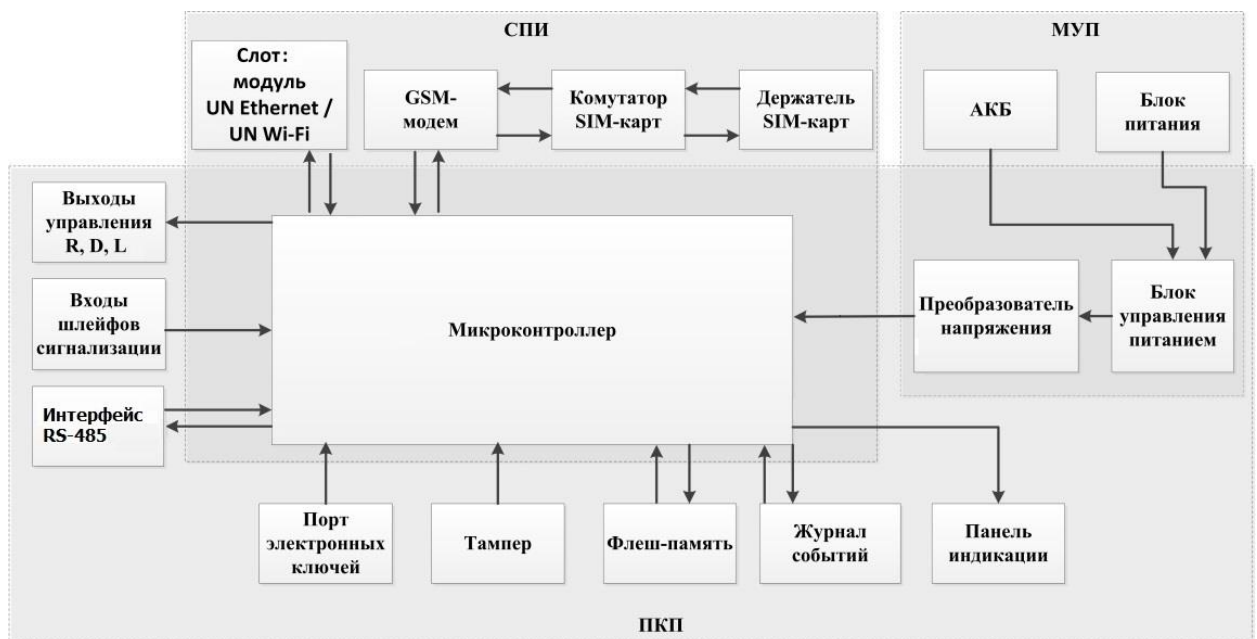 СПИ
МУП
Слот:
модуль
UN Ethernet /
UN Wi-Fi
GSM-
модем
Комутатор
SIM-карт
Держатель
SIM-карт
АКБ
Блок
питания
Выходы
управления
R, D, L
Входы
шлейфов
сигнализации
Интерфейс
RS-485
Микроконтроллер
Преобразователь
напряжения
Блок
управления
питанием
Порт
электронных
ключей
Тампер
Флеш-память
Журнал
событий
Панель
индикации
ПКП